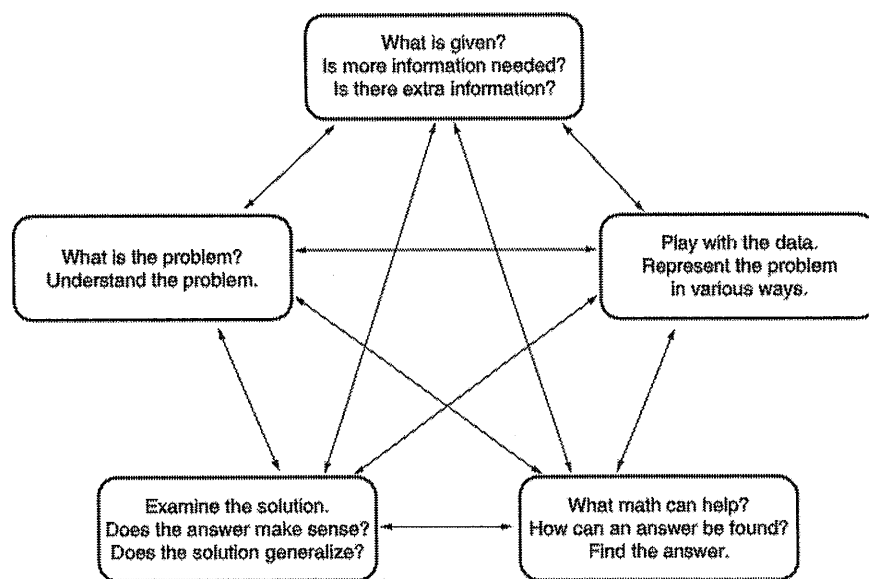 What is given?
Is more information needed?
Is there extra information?
What is the problem?
Understand the problem.
Play with the data.
Represent the problem
in various ways.
Examine the solution.
Does the answer make sense?
Does the solution generalize?
What math can help?
How can an answer be found?
Find the answer.